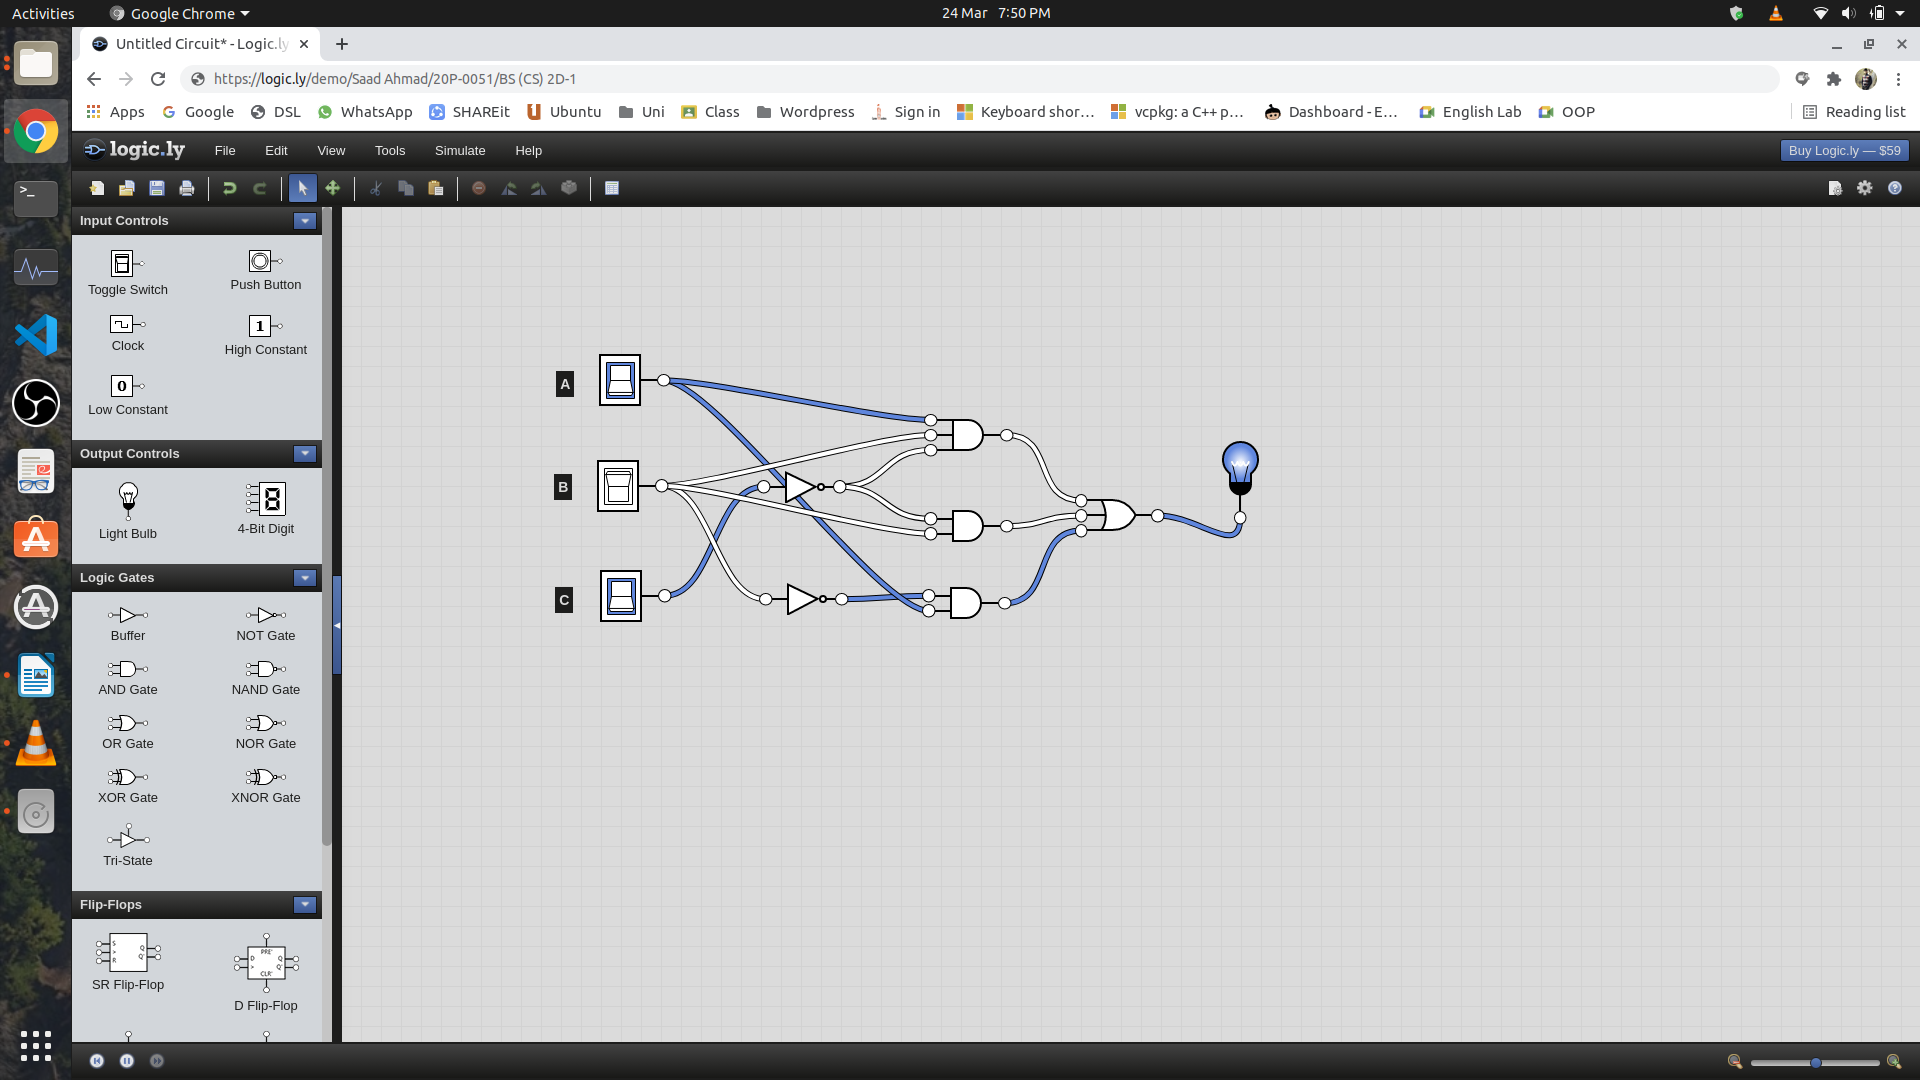 Activities Google Chrome 24 Mar 7:50 PM
Untitled Circuit* - Logic.ly
https://logic.ly/demo/Saad Ahmad/20P-0051/BS (CS) 2D-1
Apps Google DSL WhatsApp SHAREit Ubuntu Uni Class Wordpress Sign in Keyboard shor... vcpkg: a C++ p... Dashboard - E... English Lab OOP Reading list
logic.ly File Edit View Tools Simulate Help Buy Logic.ly — $59
Input Controls
Toggle Switch Push Button
1
Clock High Constant
0
Low Constant
Output Controls
Light Bulb 4-Bit Digit
Logic Gates
Buffer NOT Gate
AND Gate NAND Gate
OR Gate NOR Gate
XOR Gate XNOR Gate
Tri-State
Flip-Flops
S Q
> Q'
R
SR Flip-Flop
PRE'
D Q
> Q'
CLR'
D Flip-Flop
A
B
C